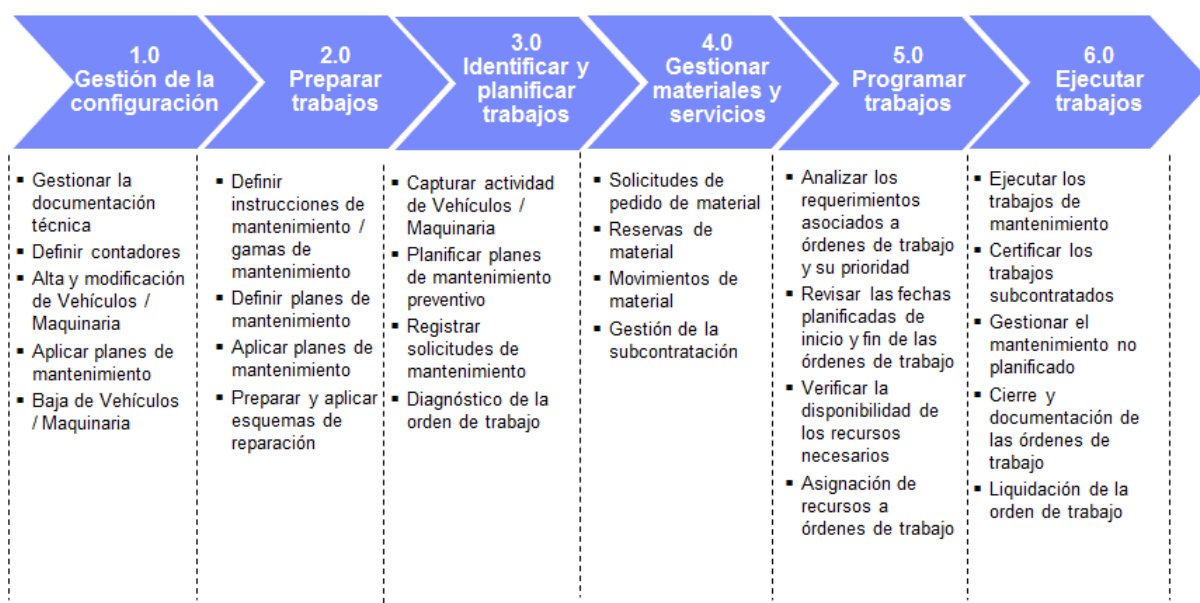 1.0
Gestión de la
configuración
2.0
Preparar
trabajos
3.0
Identificar y
planificar
trabajos
4.0
Gestionar
materiales y
servicios
5.0
Programar
trabajos
6.0
Ejecutar
trabajos
▪ Gestionar la
documentación
técnica
▪ Definir contadores
▪ Alta y modificación
de Vehículos /
Maquinaria
▪ Aplicar planes de
mantenimiento
▪ Baja de Vehículos
/ Maquinaria
▪ Definir
instrucciones de
mantenimiento /
gamas de
mantenimiento
▪ Definir planes de
mantenimiento
▪ Aplicar planes de
mantenimiento
▪ Preparar y aplicar
esquemas de
reparación
▪ Capturar actividad
de Vehículos /
Maquinaria
▪ Planificar planes
de mantenimiento
preventivo
▪ Registrar
solicitudes de
mantenimiento
▪ Diagnóstico de la
orden de trabajo
▪ Solicitudes de
pedido de material
▪ Reservas de
material
▪ Movimientos de
material
▪ Gestión de la
subcontratación
▪ Analizar los
requerimientos
asociados a
órdenes de trabajo
y su prioridad
▪ Revisar las fechas
planificadas de
inicio y fin de las
órdenes de trabajo
▪ Verificar la
disponibilidad de
los recursos
necesarios
▪ Asignación de
recursos a
órdenes de trabajo
▪ Ejecutar los
trabajos de
mantenimiento
▪ Certificar los
trabajos
subcontratados
▪ Gestionar el
mantenimiento no
planificado
▪ Cierre y
documentación de
las órdenes de
trabajo
▪ Liquidación de la
orden de trabajo